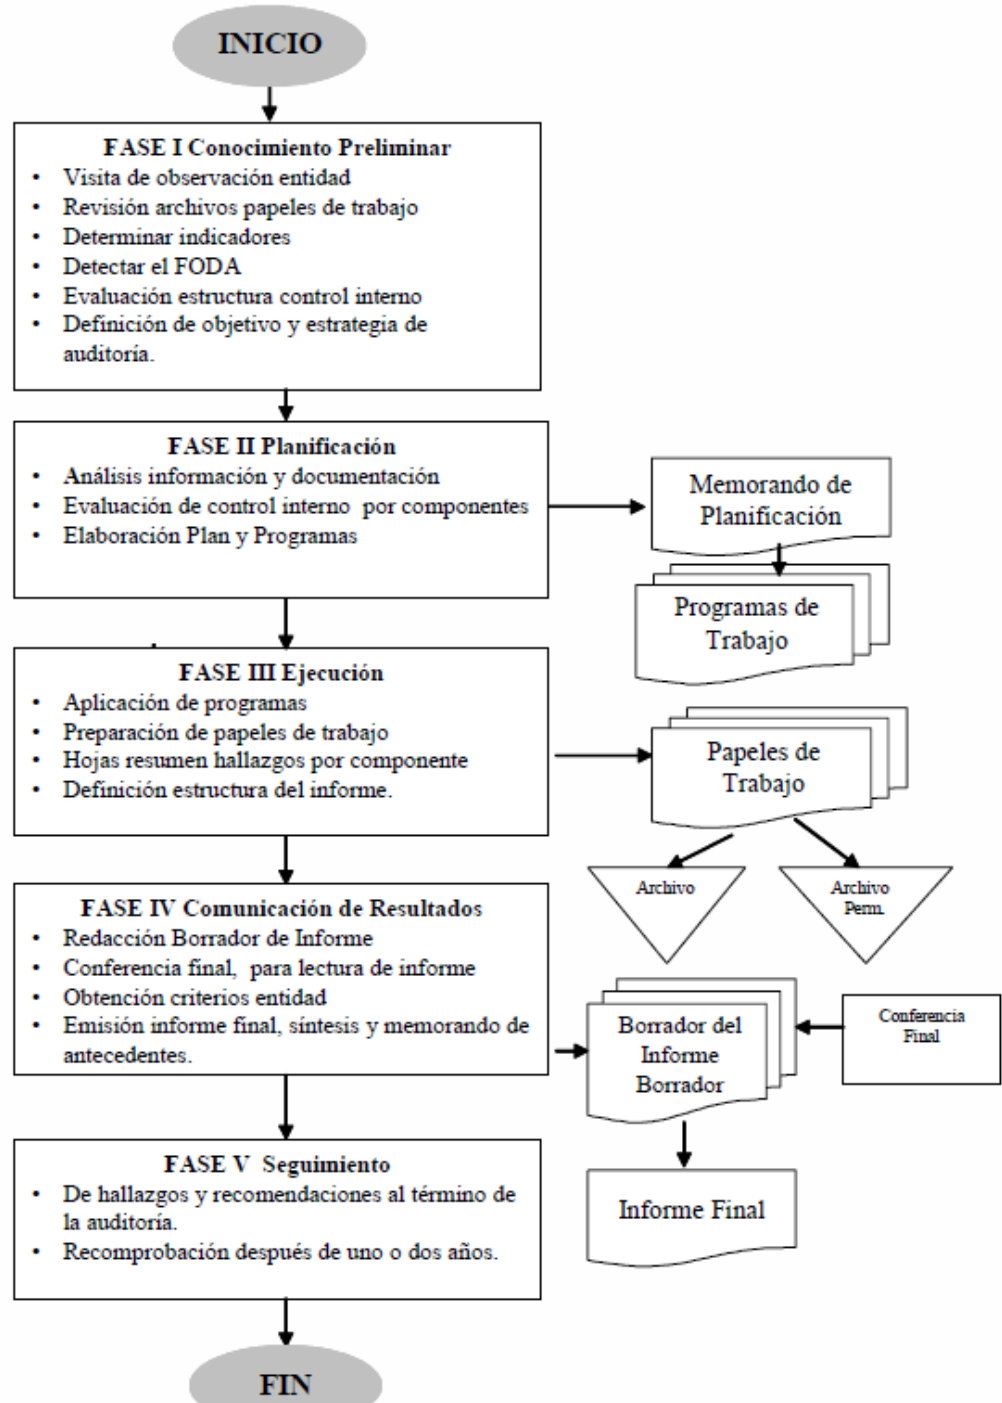 INICIO
FASE I Conocimiento Preliminar
• Visita de observación entidad
• Revisión archivos papeles de trabajo
• Determinar indicadores
• Detectar el FODA
• Evaluación estructura control interno
• Definición de objetivo y estrategia de
auditoría.
FASE II Planificación
• Análisis información y documentación
• Evaluación de control interno por componentes
• Elaboración Plan y Programas
Memorando de
Planificación
Programas de
Trabajo
FASE III Ejecución
• Aplicación de programas
• Preparación de papeles de trabajo
• Hojas resumen hallazgos por componente
• Definición estructura del informe.
Papeles de
Trabajo
Archivo
Archivo
Perm.
FASE IV Comunicación de Resultados
• Redacción Borrador de Informe
• Conferencia final, para lectura de informe
• Obtención criterios entidad
• Emisión informe final, síntesis y memorando de
antecedentes.
Borrador del
Informe
Borrador
Conferencia
Final
FASE V Seguimiento
• De hallazgos y recomendaciones al término de
la auditoría.
• Recomprobación después de uno o dos años.
Informe Final
FIN